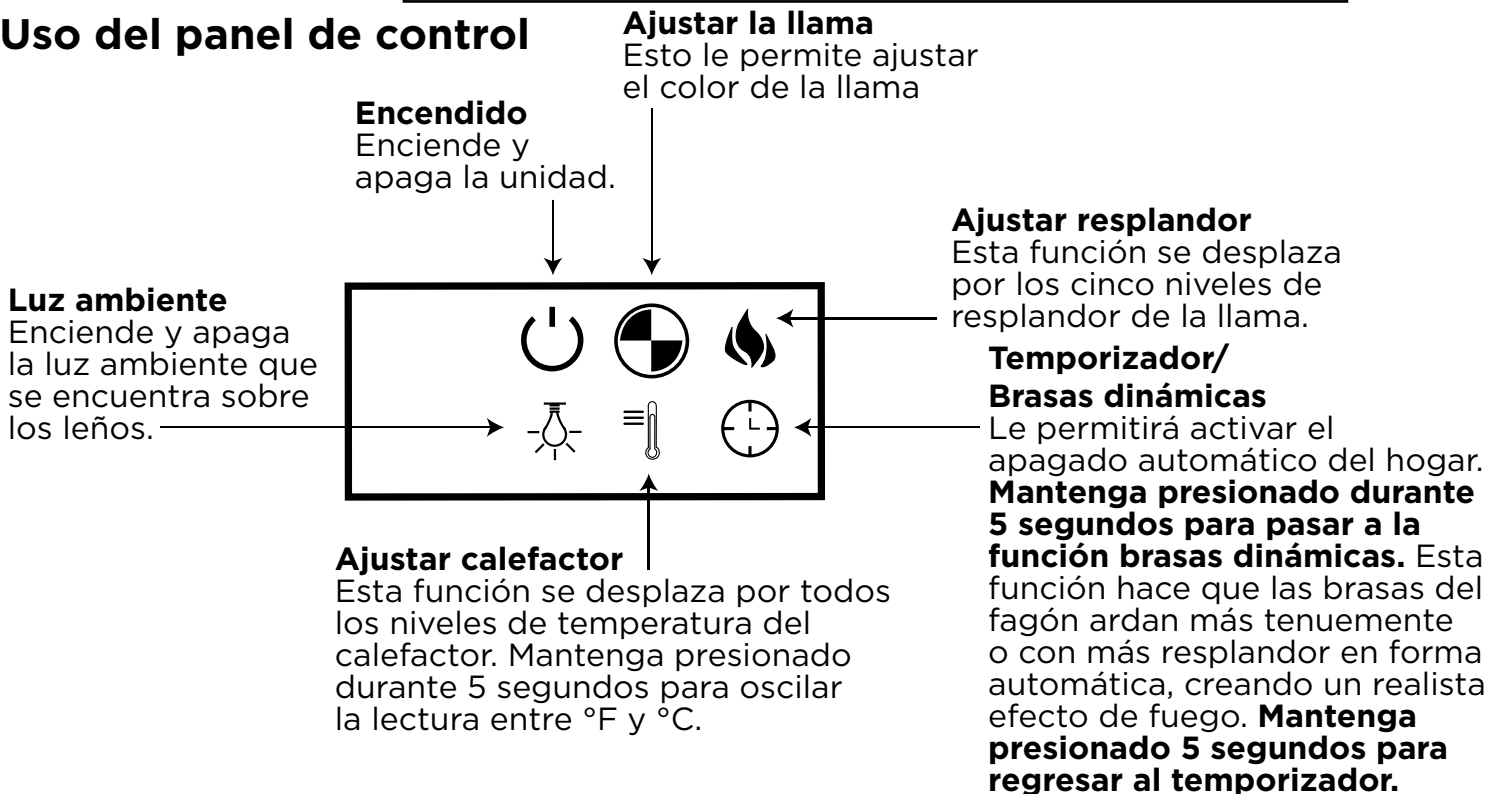 Uso del panel de control
Ajustar la llama
Esto le permite ajustar
el color de la llama
Encendido
Enciende y
apaga la unidad.
Ajustar resplandor
Esta función se desplaza
por los cinco niveles de
resplandor de la llama.
Luz ambiente
Enciende y apaga
la luz ambiente que
se encuentra sobre
los leños.
Temporizador/
Brasas dinámicas
Le permitirá activar el
apagado automático del hogar.
Mantenga presionado durante
5 segundos para pasar a la
función brasas dinámicas. Esta
función hace que las brasas del
fagón ardan más tenuemente
o con más resplandor en forma
automática, creando un realista
efecto de fuego. Mantenga
presionado 5 segundos para
regresar al temporizador.
Ajustar calefactor
Esta función se desplaza por todos
los niveles de temperatura del
calefactor. Mantenga presionado
durante 5 segundos para oscilar
la lectura entre °F y °C.